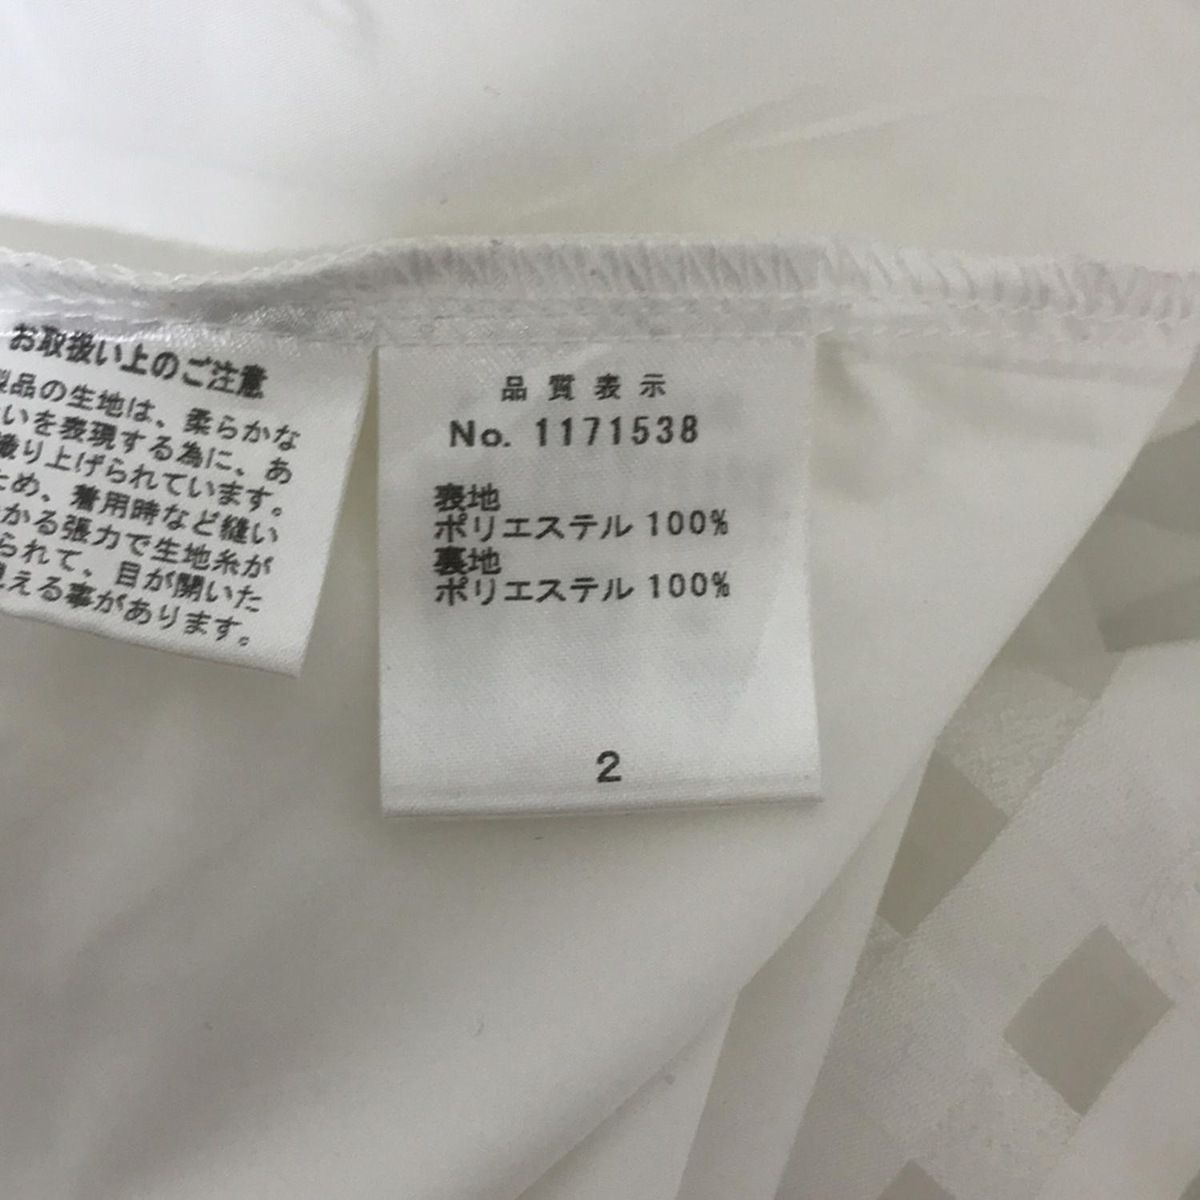 お取扱い上のご注意
製品の生地は、柔らかな
いを表現する為に、あ
織り上げられています。
ため、着用時など縫い
かる張力で生地糸が
られて、目が開いた
見える事があります。
品質表示
No. 1171538
表地
ポリエステル 100%
裏地
ポリエステル 100%
2